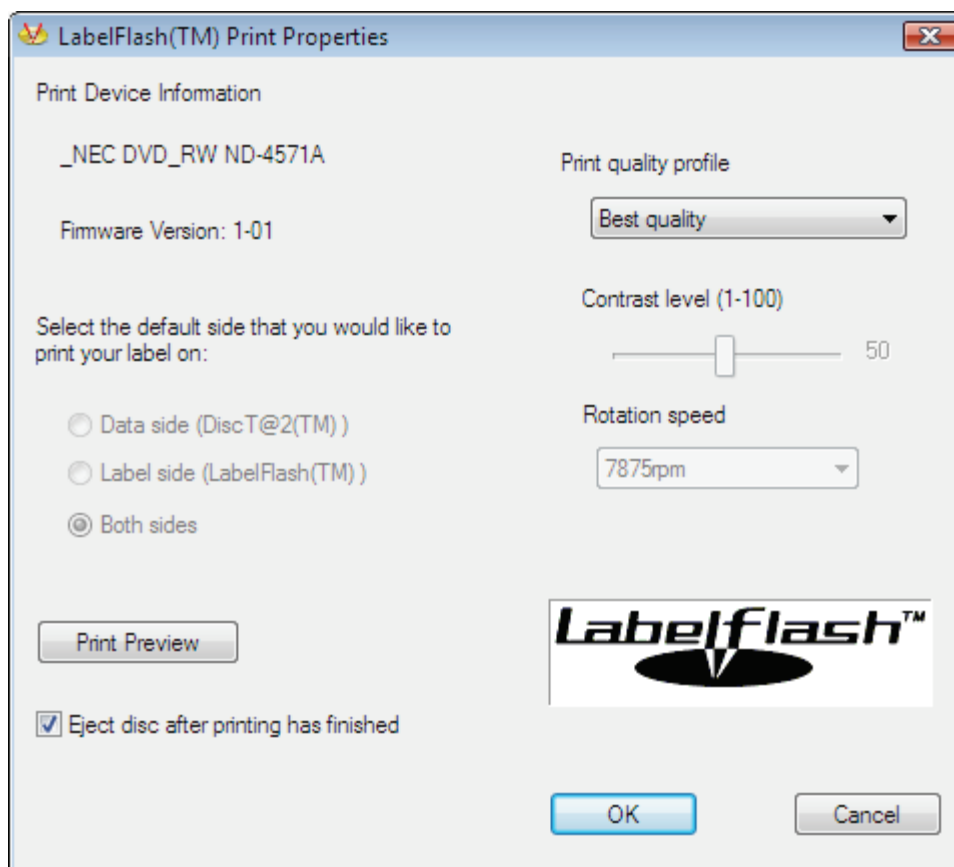 LabelFlash(TM) Print Properties
Print Device Information
_NEC DVD_RW ND-4571A
Firmware Version: 1-01
Select the default side that you would like to
print your label on:
Data side (DiscT@2(TM) )
Label side (LabelFlash(TM) )
Both sides
Print Preview
Eject disc after printing has finished
Print quality profile
Best quality
Contrast level (1-100)
50
Rotation speed
7875rpm
Labelflash™
OK
Cancel